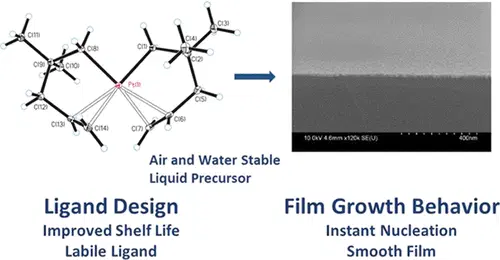 C(11)
C(3)
C(8)
C(4)
C(1)
C(9)
C(2)
C(10)
Pt(1)
C(12)
C(5)
C(13)
C(14)
C(7)
C(6)
10.0kV 4.6mm x120k SE(U)
400nm
Air and Water Stable
Liquid Precursor
Ligand Design
Improved Shelf Life
Labile Ligand
Film Growth Behavior
Instant Nucleation
Smooth Film